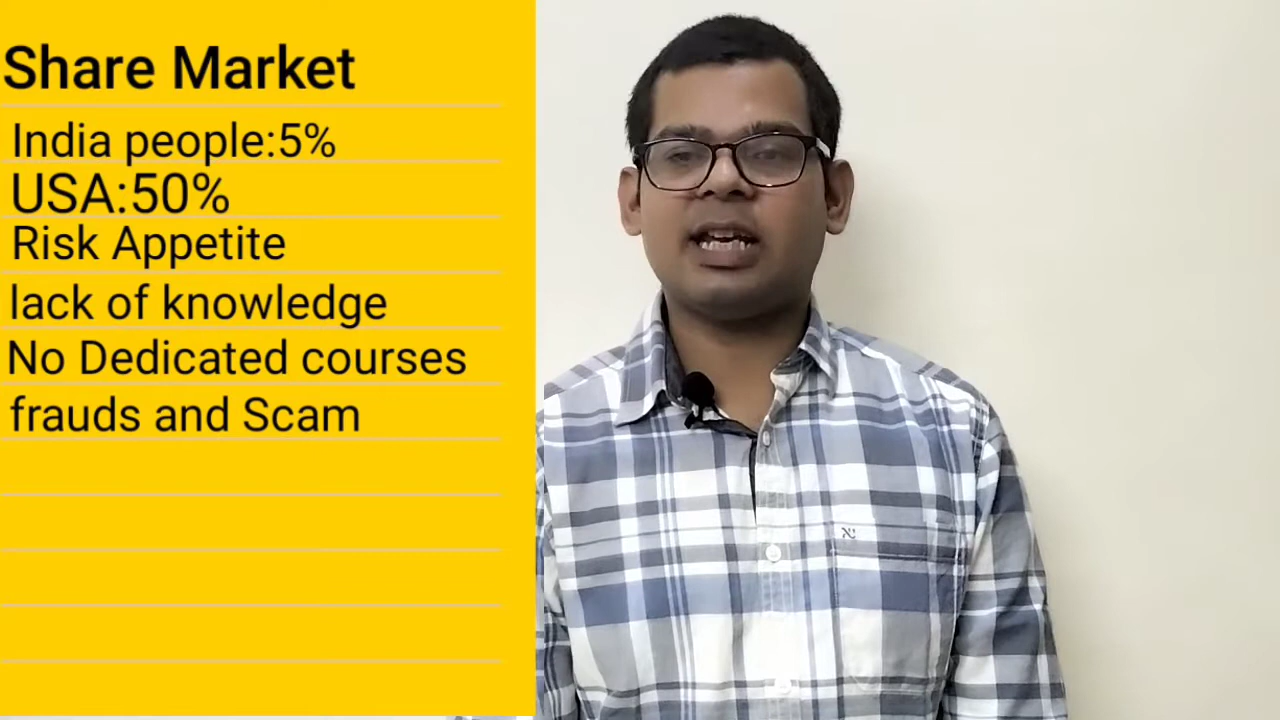 Share Market
India people:5%
USA:50%
Risk Appetite
lack of knowledge
No Dedicated courses
frauds and Scam